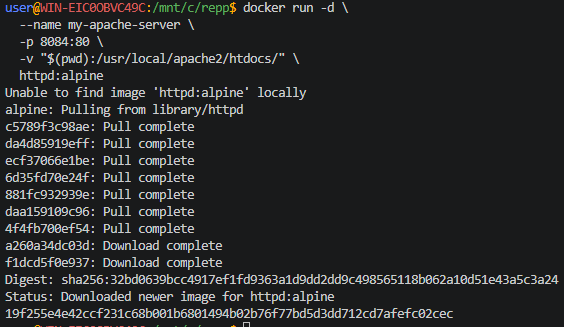 user@WIN-EIC0OBVC49C:/mnt/c/repp$ docker run -d \
  --name my-apache-server \
  -p 8084:80 \
  -v "$(pwd):/usr/local/apache2/htdocs/" \
  httpd:alpine
Unable to find image 'httpd:alpine' locally
alpine: Pulling from library/httpd
c5789f3c98ae: Pull complete
da4d85919eff: Pull complete
ecf37066e1be: Pull complete
6d35fd70e24f: Pull complete
881fc932939e: Pull complete
daa159109c96: Pull complete
4f4fb700ef54: Pull complete
a260a34dc03d: Download complete
f1dcd5f0e937: Download complete
Digest: sha256:32bd0639bcc4917ef1fd9363a1d9dd2dd9c498565118b062a10d51e43a5c3a24
Status: Downloaded newer image for httpd:alpine
19f255e4e42ccf231c68b001b6801494b02b76f77bd5d3dd712cd7afefc02cec